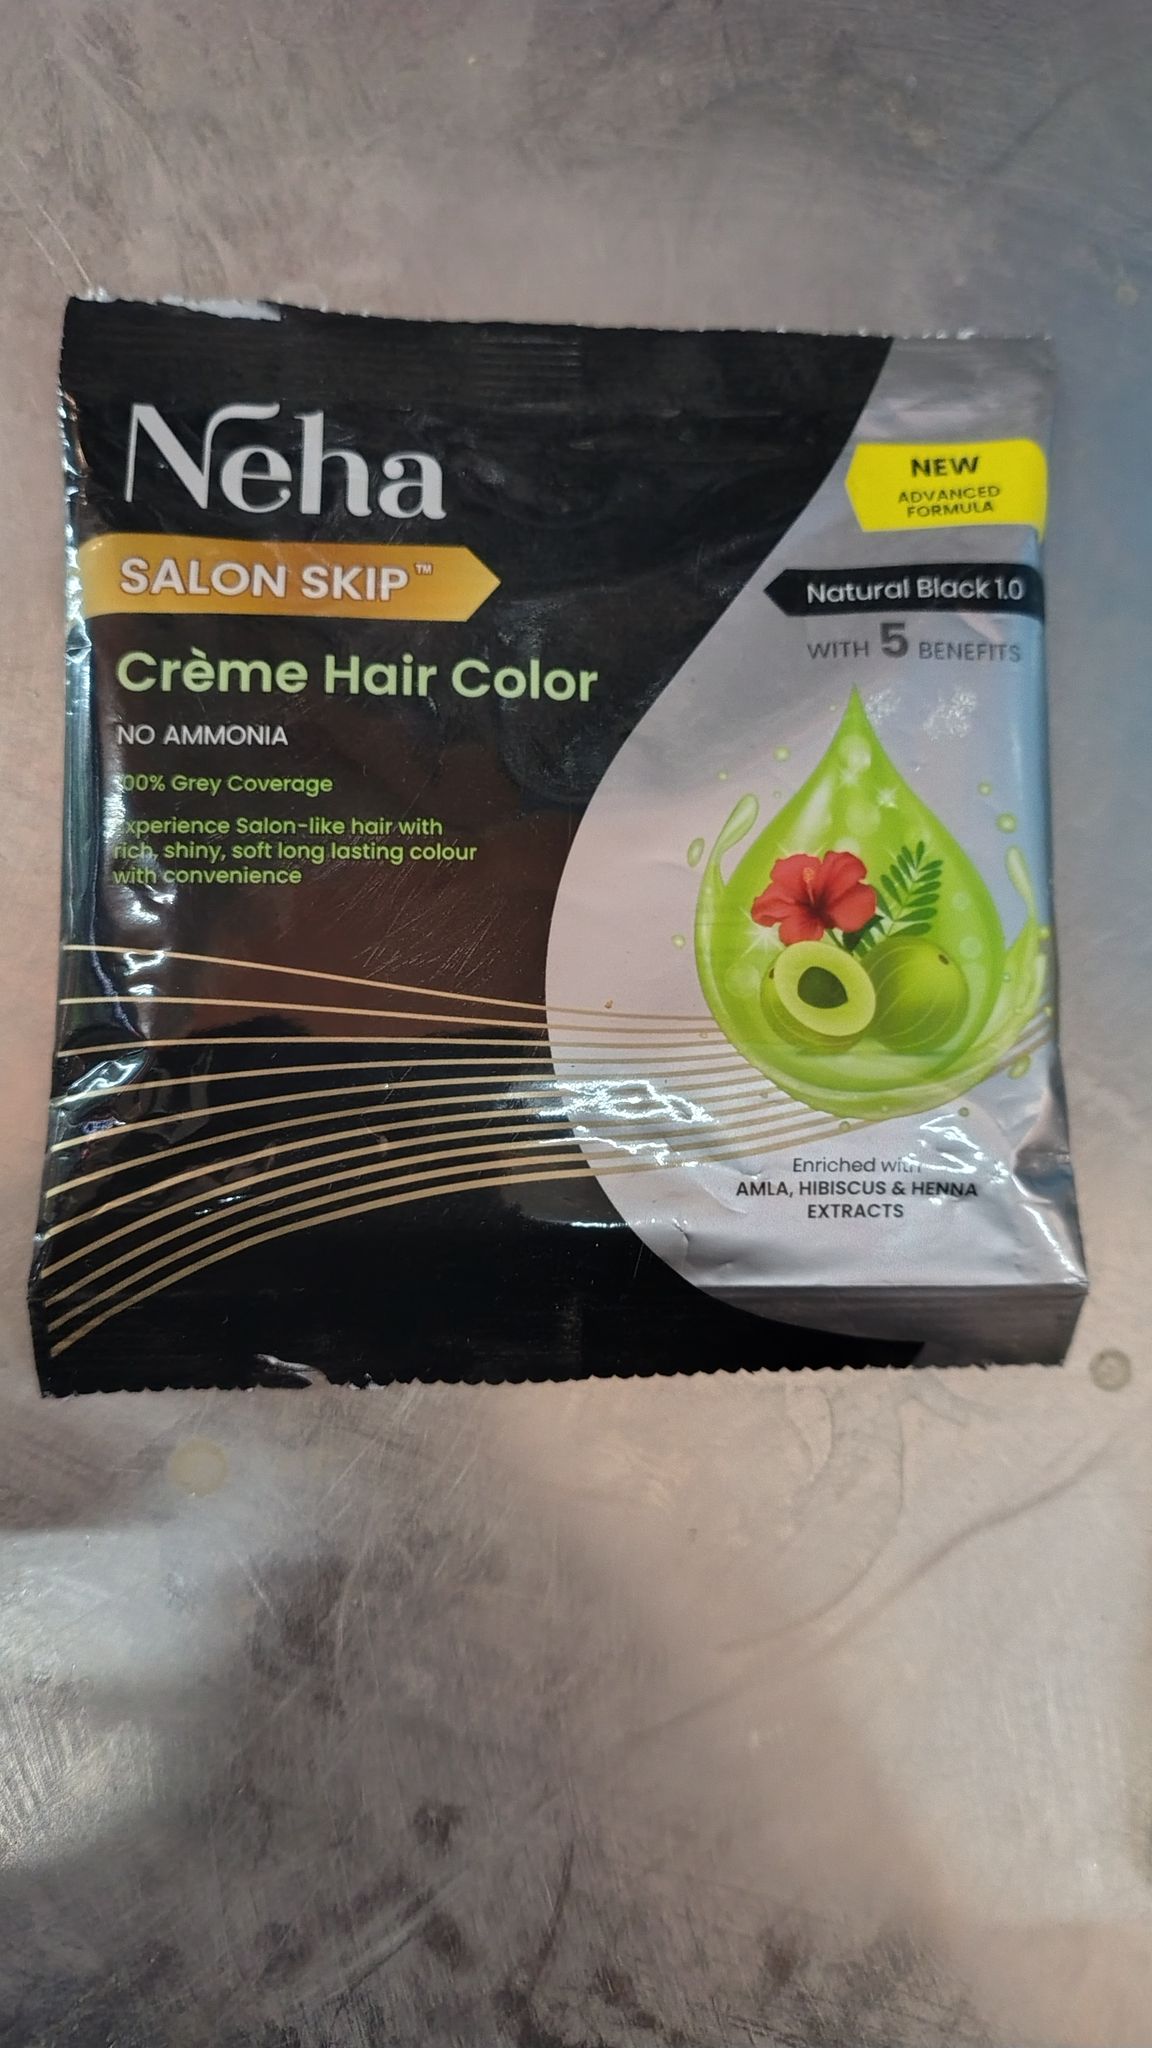 Neha
SALON SKIP™
Crème Hair Color
NO AMMONIA
00% Grey Coverage
xperience Salon-like hair with
rich, shiny, soft long lasting colour
with convenience
NEW
ADVANCED
FORMULA
Natural Black 1.0
WITH 5 BENEFITS
Enriched with
AMLA, HIBISCUS & HENNA
EXTRACTS